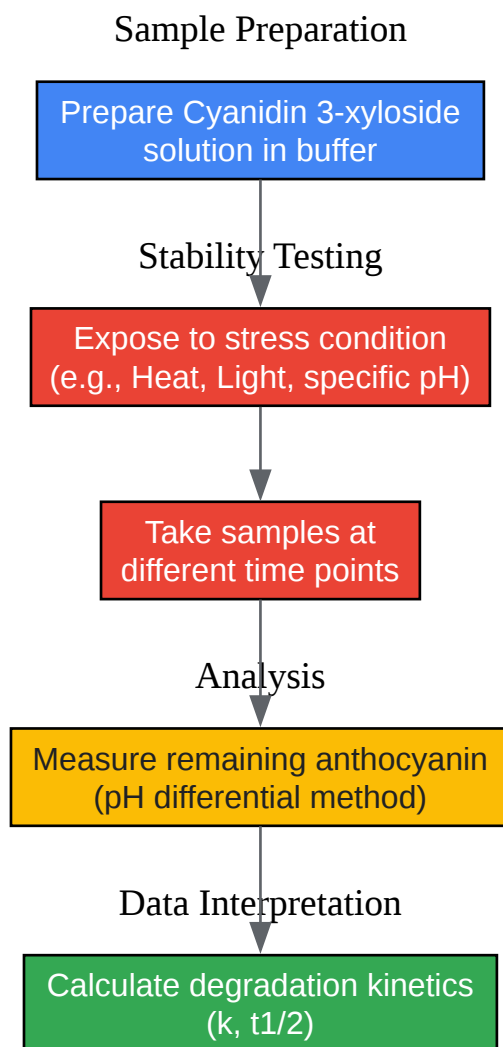 Sample Preparation
Prepare Cyanidin 3-xyloside
solution in buffer
Stability Testing
Expose to stress condition
(e.g., Heat, Light, specific pH)
Take samples at
different time points
Analysis
Measure remaining anthocyanin
(pH differential method)
Data Interpretation
Calculate degradation kinetics
(k, t1/2)